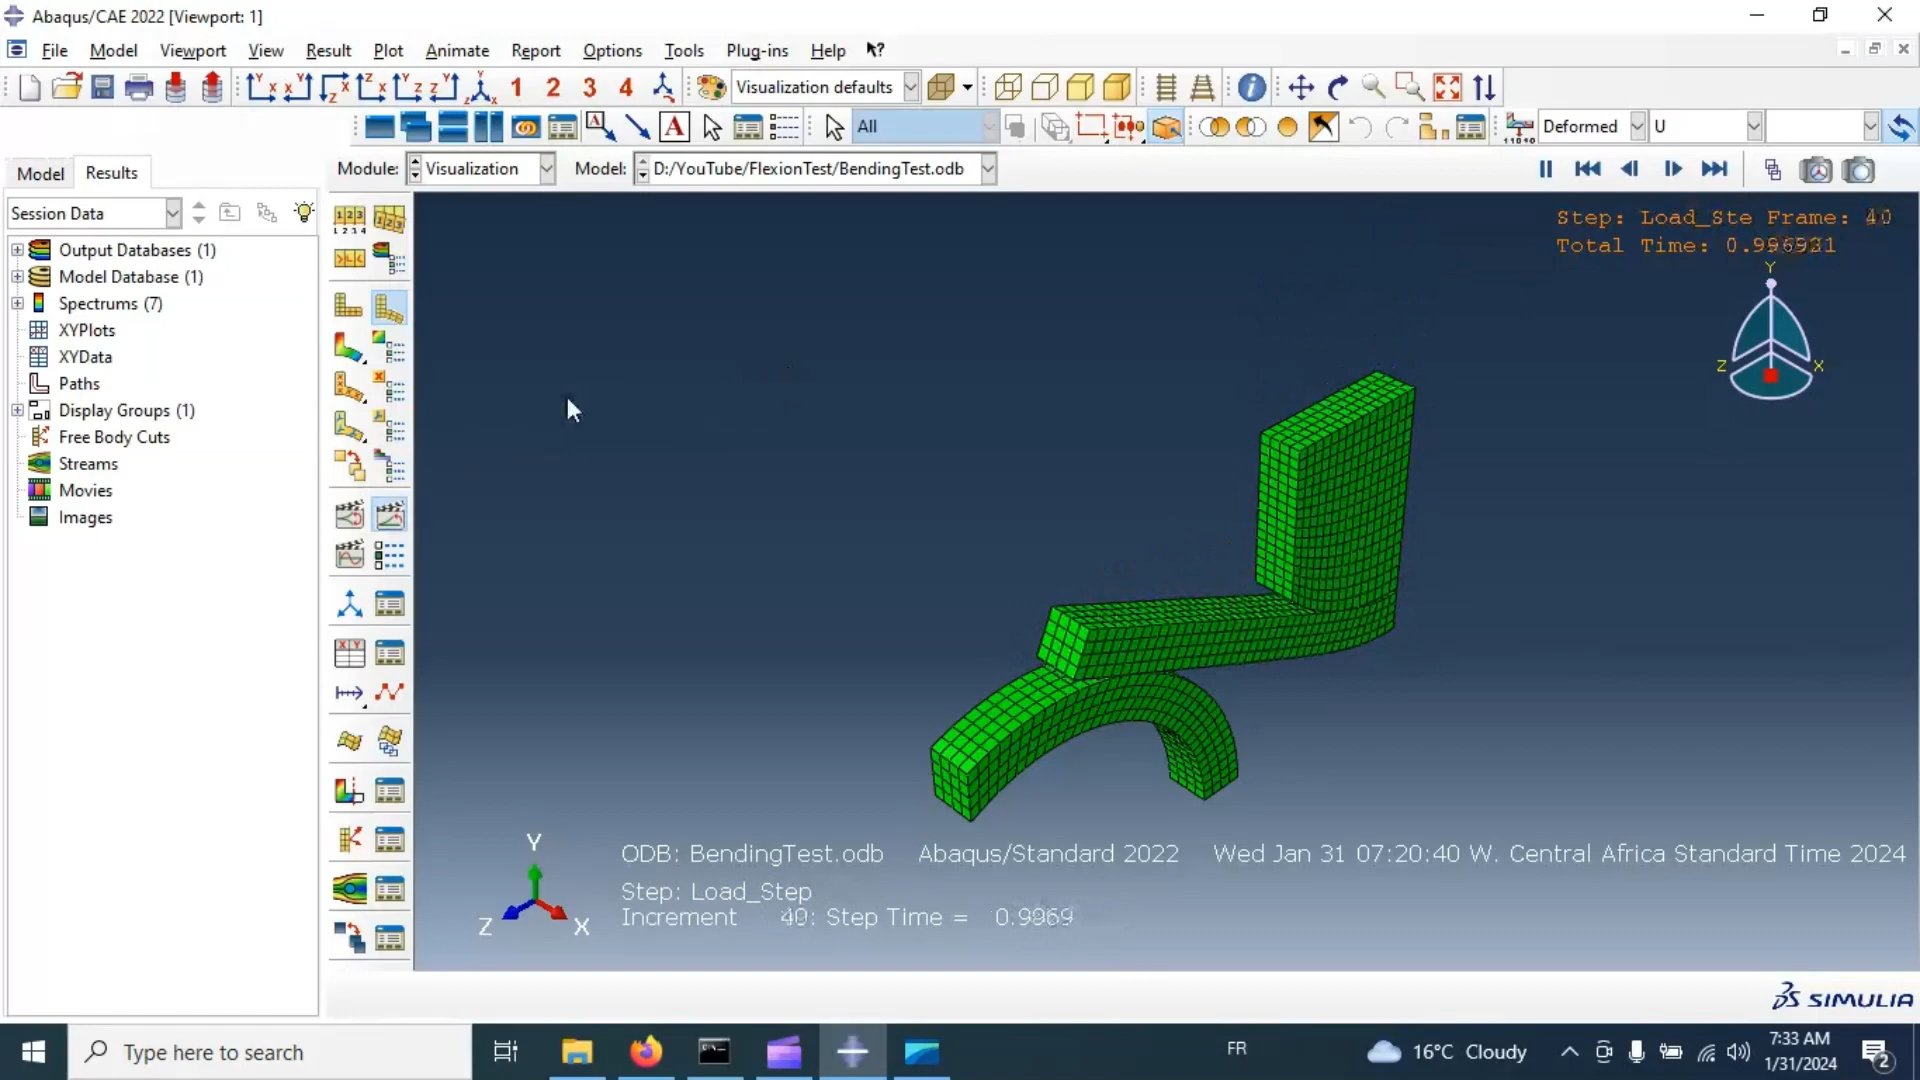 Abaqus/CAE 2022 [Viewport: 1]
File Model Viewport View Result Plot Animate Report Options Tools Plug-ins Help
1 2 3 4
Visualization defaults
A
All
Deformed U
Model Results
Module: Visualization Model: D:/YouTube/FlexionTest/BendingTest.odb
Session Data
Output Databases (1)
Model Database (1)
Spectrums (7)
XYPlots
XYData
Paths
Display Groups (1)
Free Body Cuts
Streams
Movies
Images
Step: Load_Ste Frame: 40
Y
Z X
Y
Z X
ODB: BendingTest.odb Abaqus/Standard 2022 Wed Jan 31 07:20:40 W. Central Africa Standard Time 2024
Step: Load_Step
Increment 40: Step Time = 0.9969
SIMULIA
Type here to search
FR
16°C Cloudy
7:33 AM
1/31/2024
2